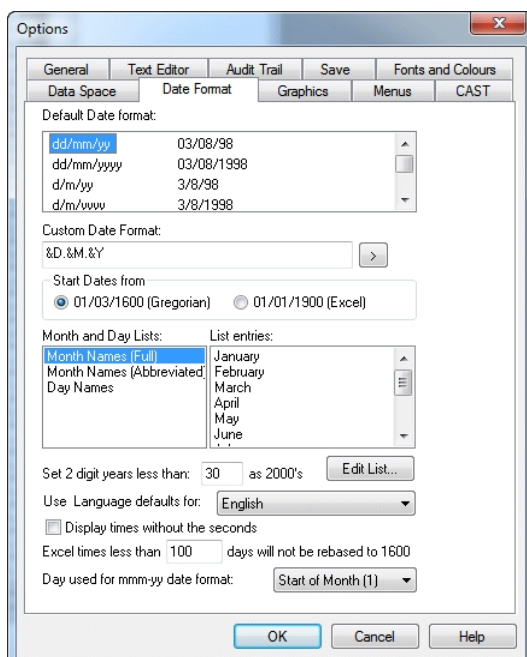 Options
General Text Editor Audit Trail Save Fonts and Colours
Data Space Date Format Graphics Menus CAST
Default Date format:
dd/mm/yy 03/08/98
dd/mm/yyyy 03/08/1998
d/m/yy 3/8/98
d/m/yyyy 3/8/1998
Custom Date Format:
&D.&M.&Y >
Start Dates from
01/03/1600 (Gregorian) 01/01/1900 (Excel)
Month and Day Lists: List entries:
Month Names (Full) January
Month Names (Abbreviated) February
Day Names March
April
May
June
Set 2 digit years less than: 30 as 2000's Edit List...
Use Language defaults for: English
Display times without the seconds
Excel times less than 100 days will not be rebased to 1600
Day used for mmm-yy date format: Start of Month (1)
OK Cancel Help